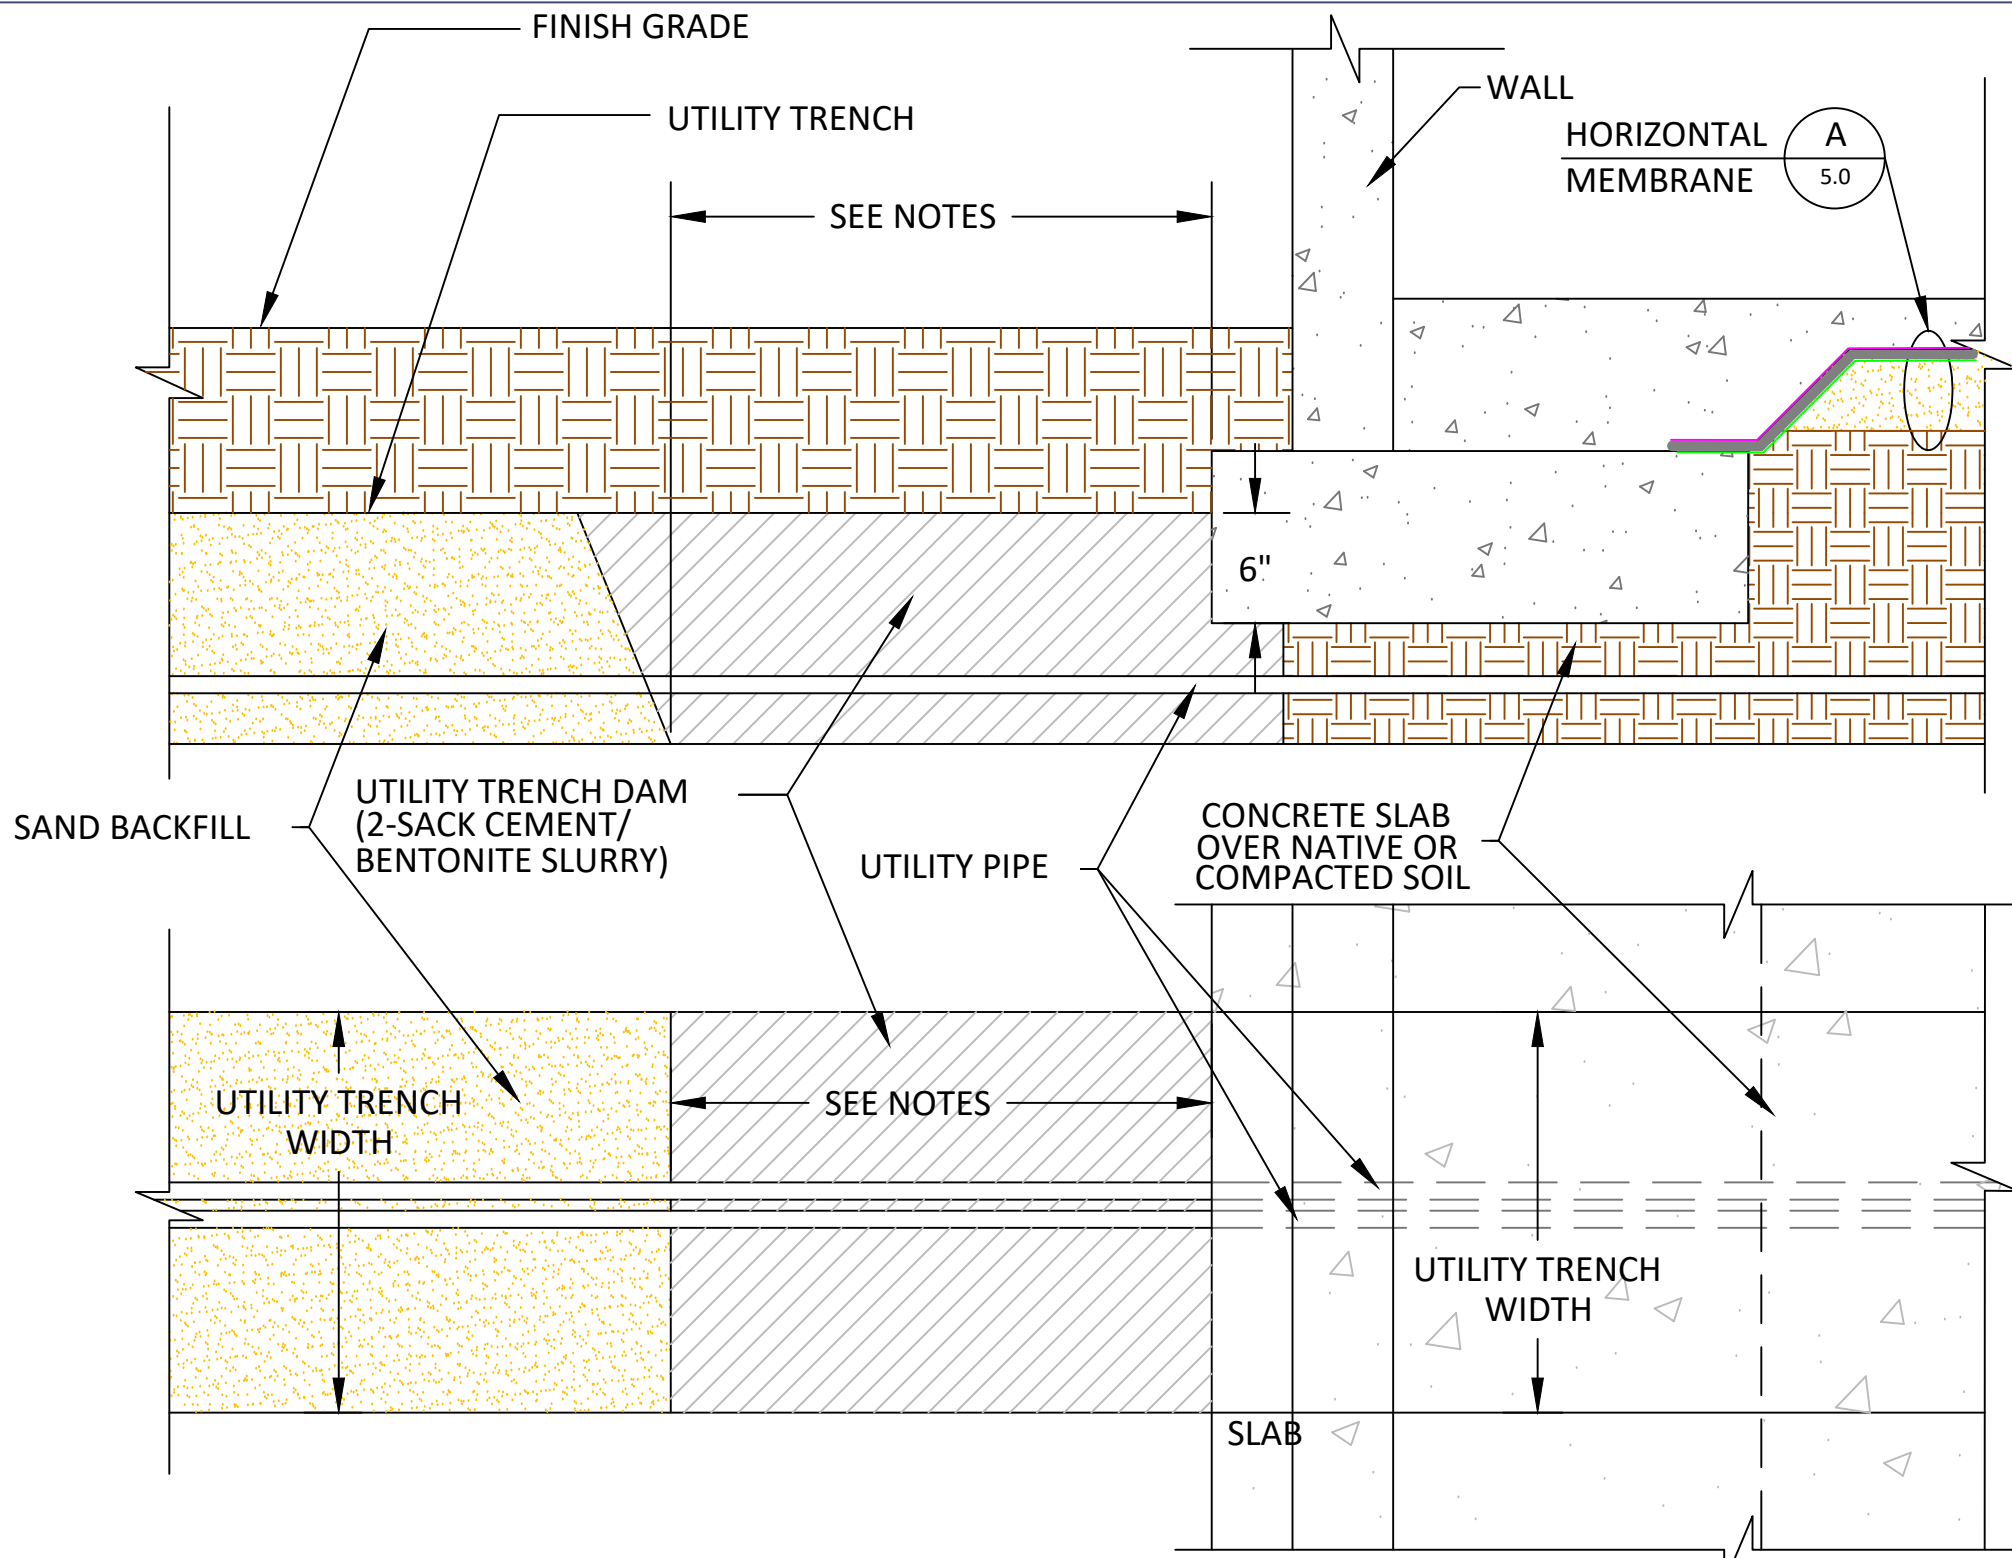 FINISH GRADE
WALL
UTILITY TRENCH
HORIZONTAL
MEMBRANE
A
5.0
SEE NOTES
6"
UTILITY TRENCH DAM
(2-SACK CEMENT/
BENTONITE SLURRY)
SAND BACKFILL
UTILITY PIPE
CONCRETE SLAB
OVER NATIVE OR
COMPACTED SOIL
UTILITY TRENCH
WIDTH
SEE NOTES
UTILITY TRENCH
WIDTH
SLAB